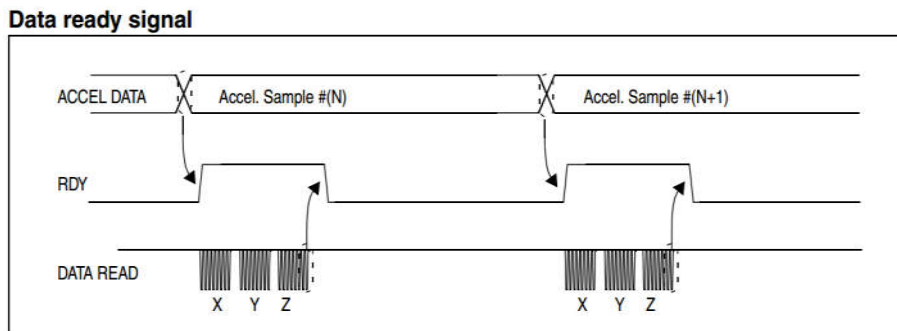 Data ready signal
ACCEL DATA Accel. Sample #(N) Accel. Sample #(N+1)
RDY
DATA READ
X Y Z X Y Z